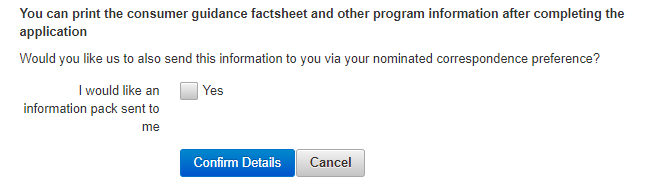 You can print the consumer guidance factsheet and other program information after completing the
application
Would you like us to also send this information to you via your nominated correspondence preference?
I would like an
information pack sent to
me
Yes
Confirm Details
Cancel